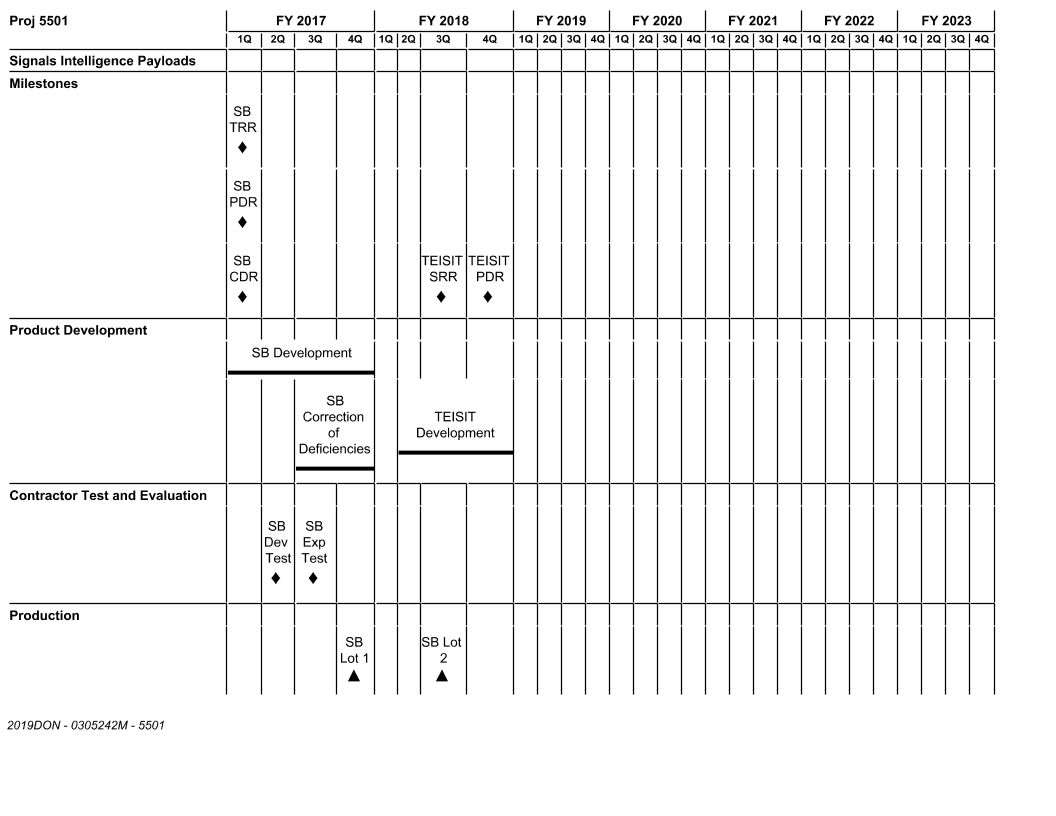 Proj 5501 FY 2017 FY 2018 FY 2019 FY 2020 FY 2021 FY 2022 FY 2023
1Q 2Q 3Q 4Q 1Q 2Q 3Q 4Q 1Q 2Q 3Q 4Q 1Q 2Q 3Q 4Q 1Q 2Q 3Q 4Q 1Q 2Q 3Q 4Q 1Q 2Q 3Q 4Q
Signals Intelligence Payloads
Milestones
SB
TRR
SB
PDR
SB TEISIT TEISIT
CDR SRR PDR
Product Development
SB Development
SB
Correction
of
Deficiencies
TEISIT
Development
Contractor Test and Evaluation
SB SB
Dev Exp
Test Test
Production
SB SB Lot
Lot 1 2
2019DON - 0305242M - 5501